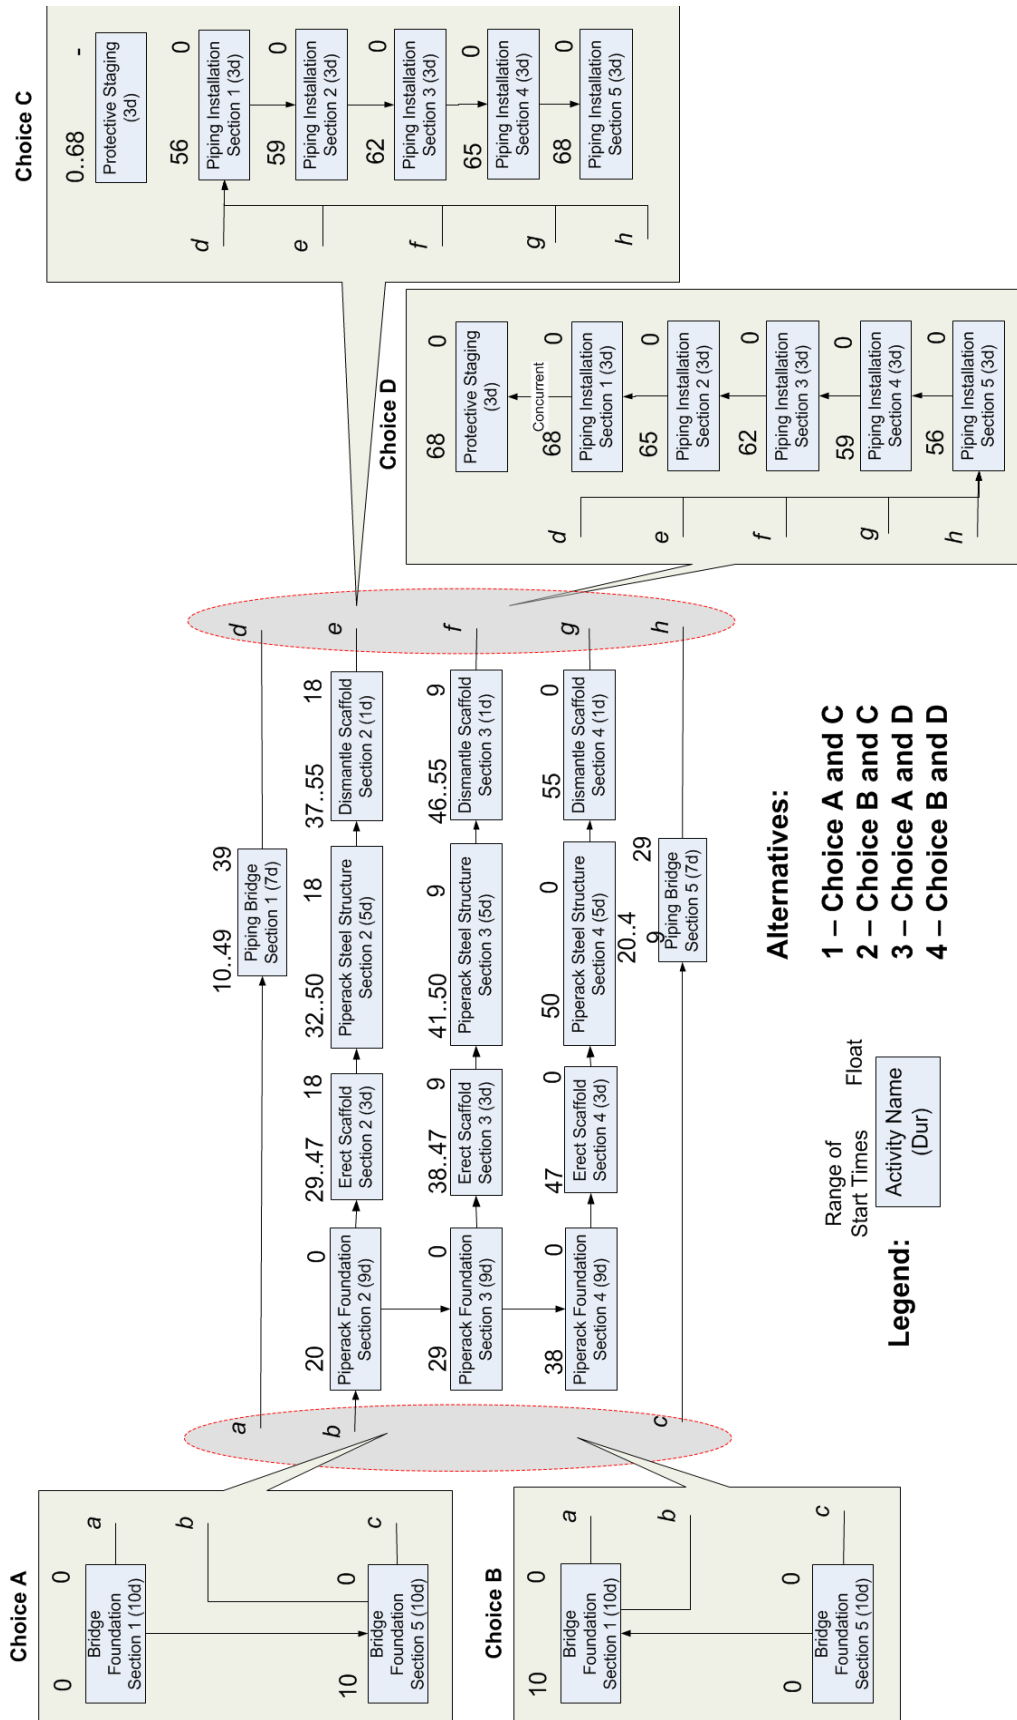 Choice A
0
0
Bridge
Foundation
Section 1 (10d)
a
b
10
0
Bridge
Foundation
Section 5 (10d)
c
Choice B
10
0
Bridge
Foundation
Section 1 (10d)
a
b
0
0
Bridge
Foundation
Section 5 (10d)
c
a
b
c
10..49
39
Piping Bridge
Section 1 (7d)
d
20
0
Piperack Foundation
Section 2 (9d)
29..47
18
Erect Scaffold
Section 2 (3d)
32..50
18
Piperack Steel Structure
Section 2 (5d)
37..55
18
Dismantle Scaffold
Section 2 (1d)
e
29
0
Piperack Foundation
Section 3 (9d)
38..47
9
Erect Scaffold
Section 3 (3d)
41..50
9
Piperack Steel Structure
Section 3 (5d)
46..55
9
Dismantle Scaffold
Section 3 (1d)
f
38
0
Piperack Foundation
Section 4 (9d)
47
0
Erect Scaffold
Section 4 (3d)
50
0
Piperack Steel Structure
Section 4 (5d)
55
0
Dismantle Scaffold
Section 4 (1d)
g
20..4
9
29
Piping Bridge
Section 5 (7d)
h
Choice C
0..68
-
Protective Staging
(3d)
d
56
0
Piping Installation
Section 1 (3d)
e
59
0
Piping Installation
Section 2 (3d)
f
62
0
Piping Installation
Section 3 (3d)
g
65
0
Piping Installation
Section 4 (3d)
h
68
0
Piping Installation
Section 5 (3d)
Choice D
68
0
Protective Staging
(3d)
Concurrent
d
68
0
Piping Installation
Section 1 (3d)
e
65
0
Piping Installation
Section 2 (3d)
f
62
0
Piping Installation
Section 3 (3d)
g
59
0
Piping Installation
Section 4 (3d)
h
56
0
Piping Installation
Section 5 (3d)
Legend:
Range of
Start Times
Float
Activity Name
(Dur)
Alternatives:
1 – Choice A and C
2 – Choice B and C
3 – Choice A and D
4 – Choice B and D